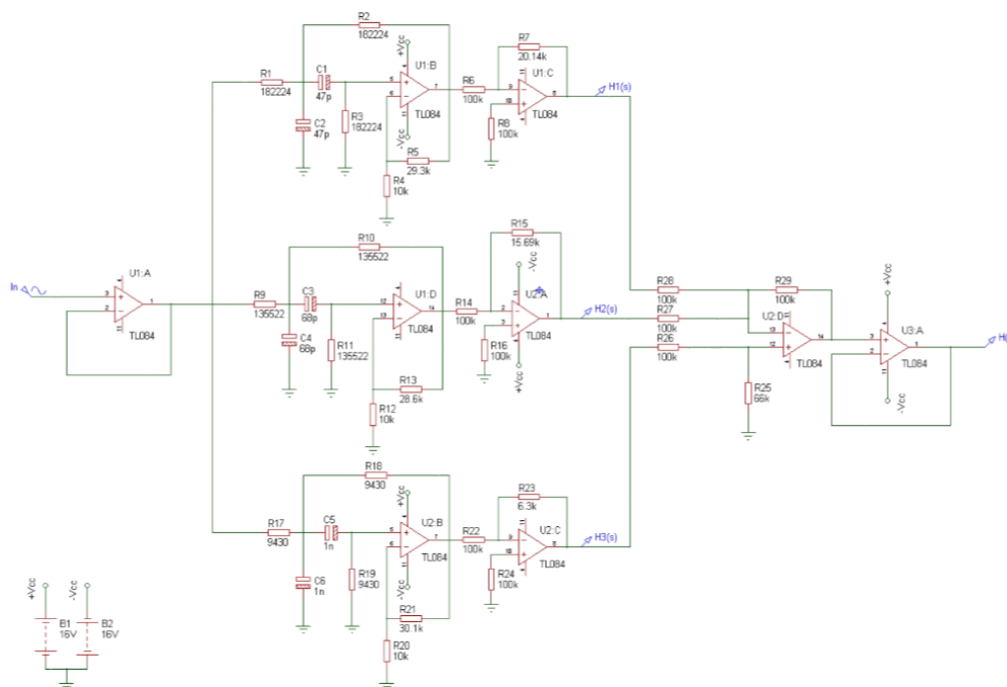 R2
182224
+Vcc
U1:B
R7
20.14k
R1
182224
C1
47p
R6
100k
U1:C
H1(s)
C2
47p
R3
182224
TL084
R8
100k
TL084
-Vcc
R5
29.3k
R4
10k
R10
135522
R15
15.69k
-Vcc
In
U1:A
TL084
R9
135522
C3
68p
U1:D
R14
100k
U2:A
H2(s)
C4
68p
R11
135522
TL084
R16
100k
TL084
+Vcc
R13
28.6k
R12
10k
R28
100k
R29
100k
R27
100k
U2:D
R26
100k
TL084
R25
66k
+Vcc
U3:A
TL084
-Vcc
R18
9430
+Vcc
U2:B
R23
6.3k
R17
9430
C5
1n
R22
100k
U2:C
H3(s)
C6
1n
R19
9430
TL084
R24
100k
TL084
-Vcc
R21
30.1k
R20
10k
+Vcc
-Vcc
B1
16V
B2
16V